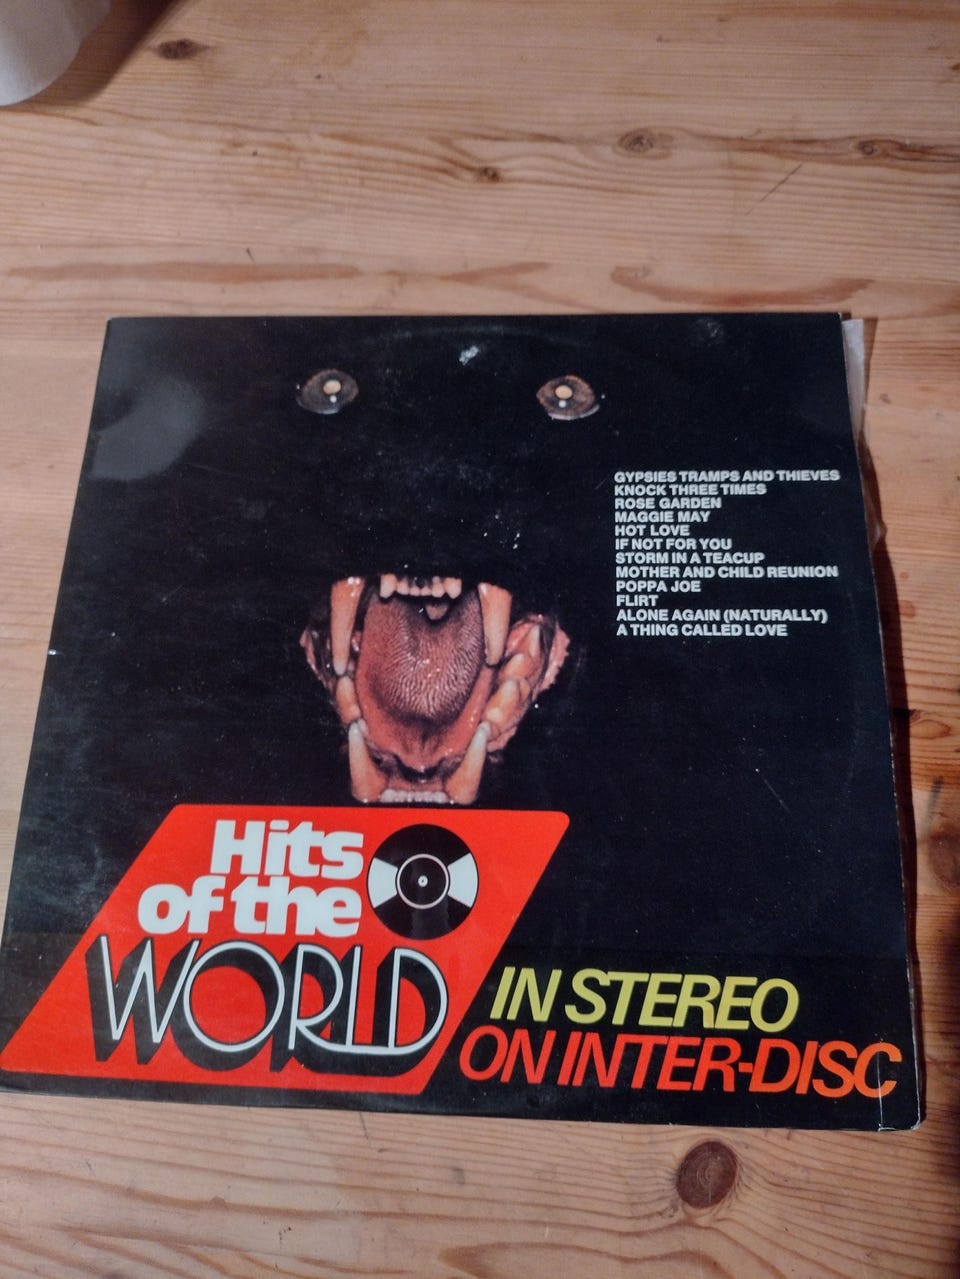 GYPSIES TRAMPS AND THIEVES
KNOCK THREE TIMES
ROSE GARDEN
MAGGIE MAY
HOT LOVE
IF NOT FOR YOU
STORM IN A TEACUP
MOTHER AND CHILD REUNION
POPPA JOE
FLIRT
ALONE AGAIN (NATURALLY)
A THING CALLED LOVE
Hits
of the
WORLD
IN STEREO
ON INTER-DISC